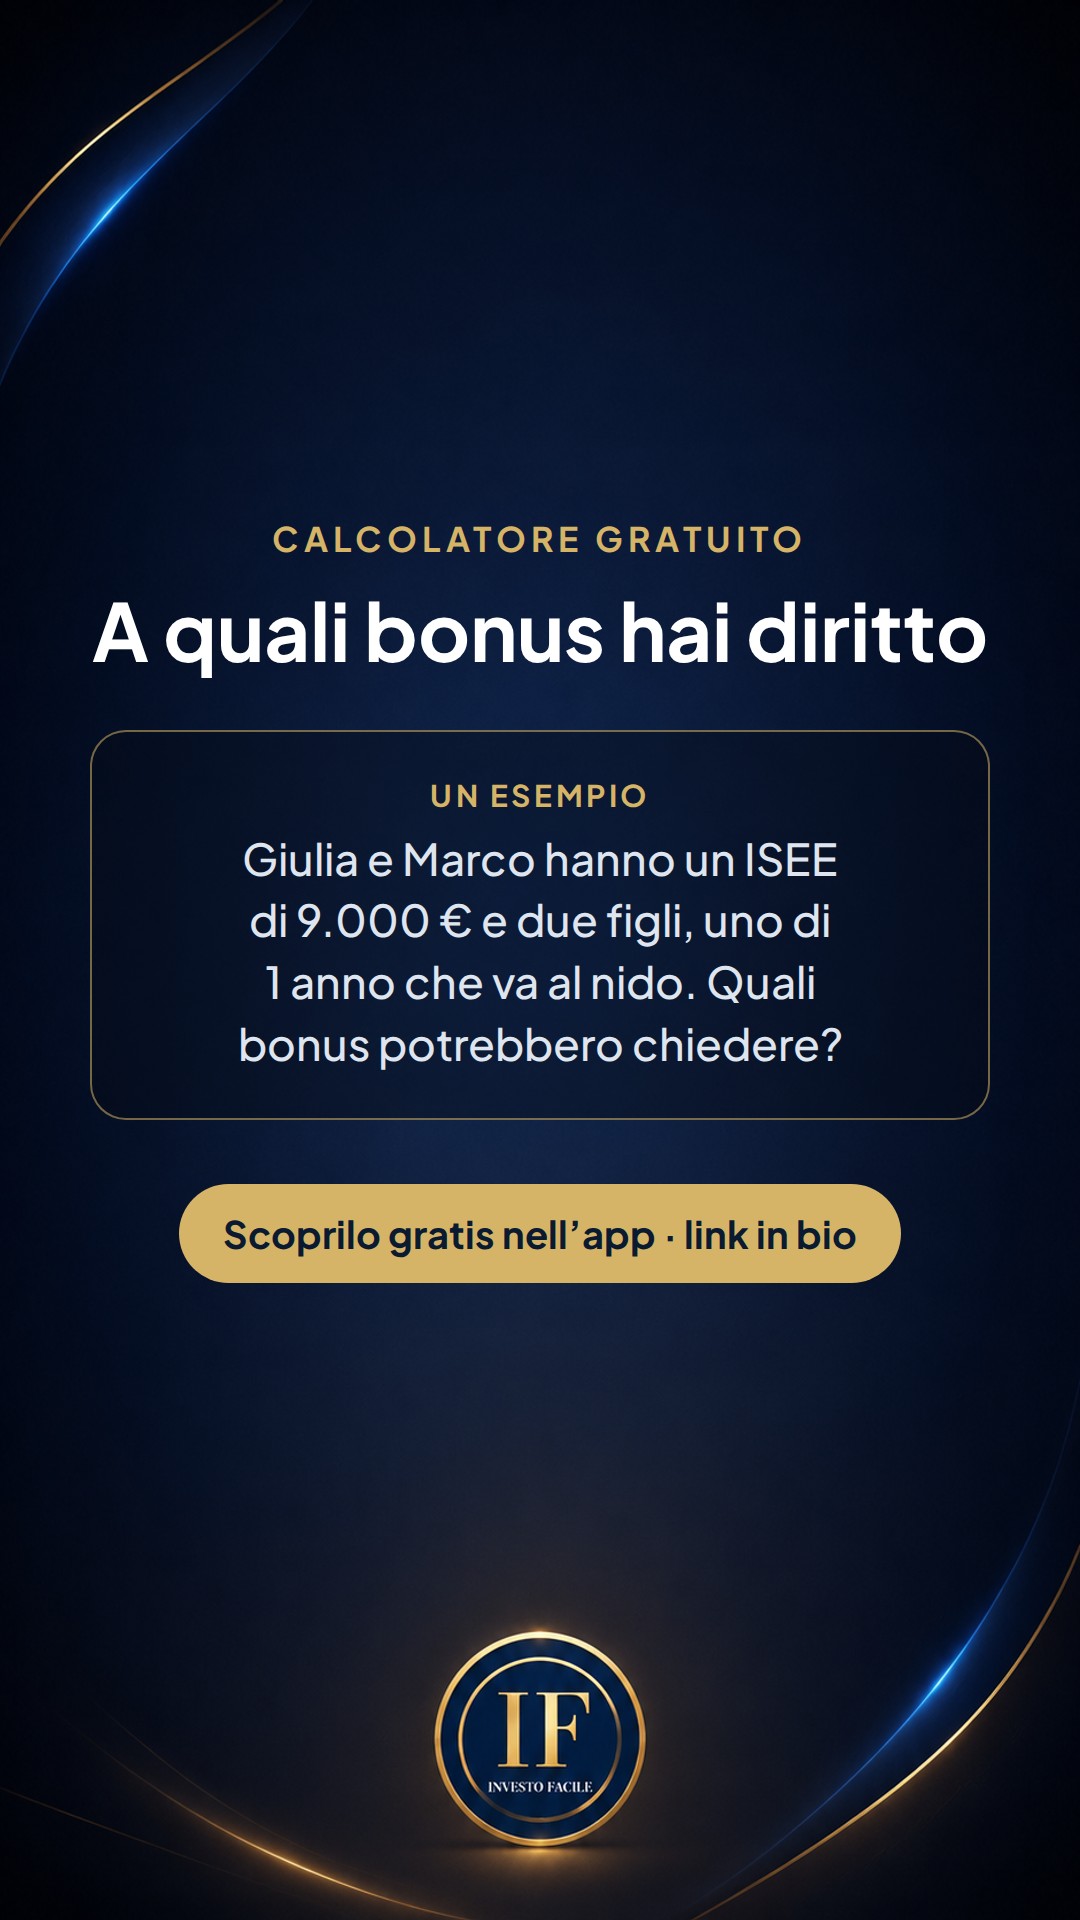 CALCOLATORE GRATUITO
A quali bonus hai diritto
UN ESEMPIO
Giulia e Marco hanno un ISEE
di 9.000 € e due figli, uno di
1 anno che va al nido. Quali
bonus potrebbero chiedere?
Scoprilo gratis nell’app · link in bio
IF
INVESTO FACILE